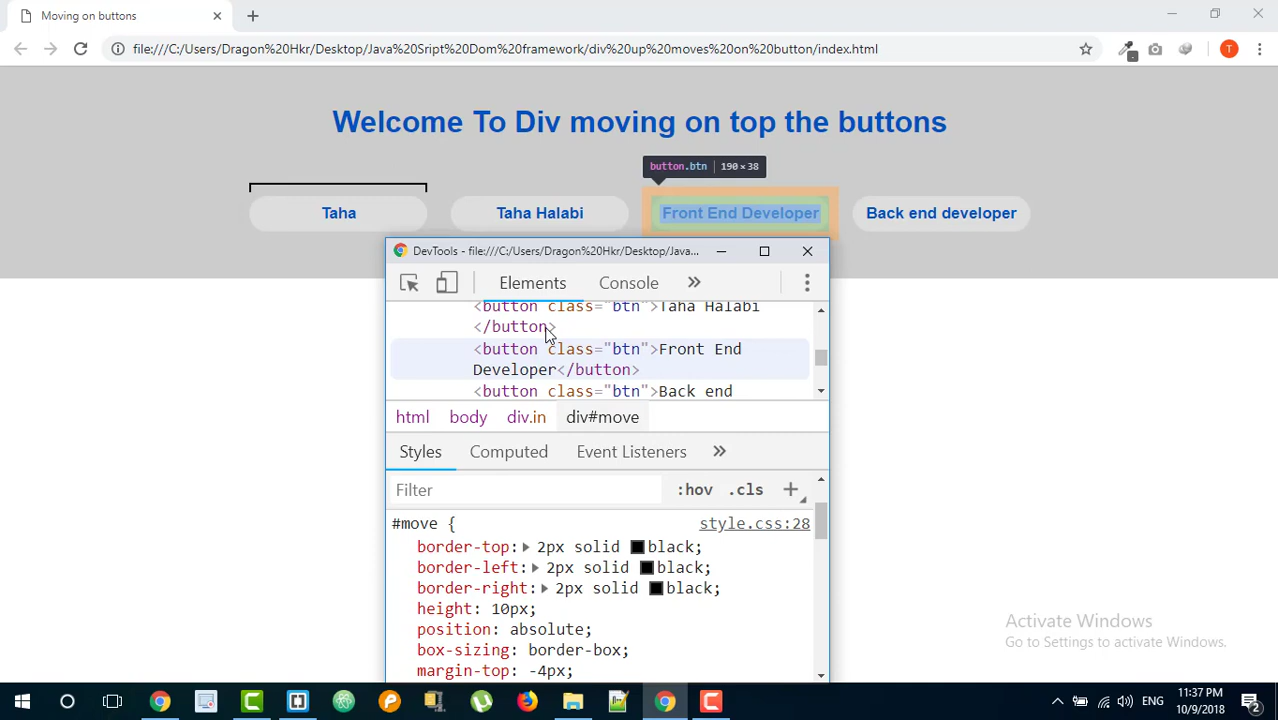 Moving on buttons
file:///C:/Users/Dragon%20Hkr/Desktop/Java%20Sript%20Dom%20framework/div%20up%20moves%20on%20button/index.html
T
Welcome To Div moving on top the buttons
button.btn 190×38
Taha
Taha Halabi
Front End Developer
Back end developer
DevTools - file:///C:/Users/Dragon%20Hkr/Desktop/Java...
Elements
Console
<button class="btn">Taha Halabi
</button>
<button class="btn">Front End
Developer</button>
<button class="btn">Back end
html body div.in div#move
Styles Computed Event Listeners
Filter
:hov .cls
#move { style.css:28
border-top: 2px solid black;
border-left: 2px solid black;
border-right: 2px solid black;
height: 10px;
position: absolute;
box-sizing: border-box;
margin-top: -4px;
Activate Windows
Go to Settings to activate Windows.
ENG
11:37 PM
10/9/2018
2